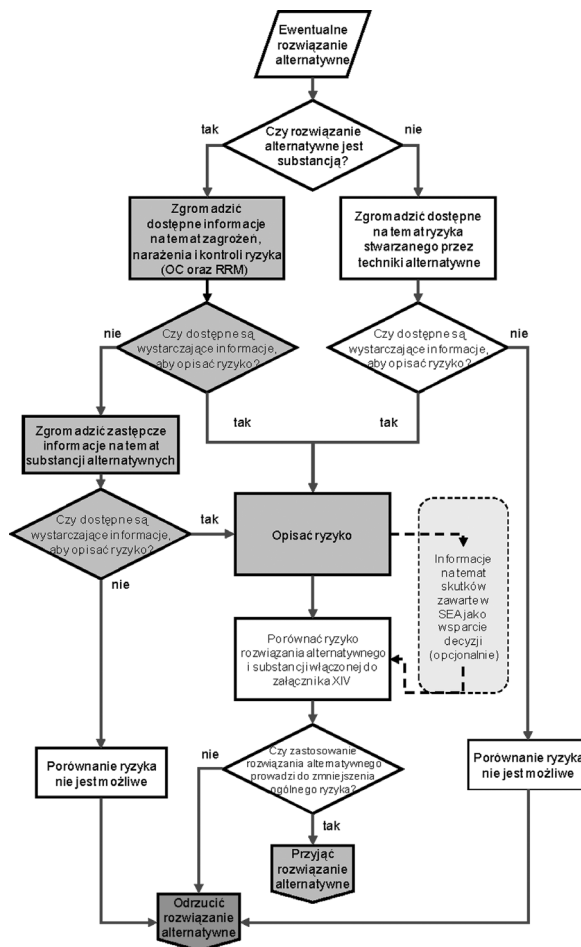 Ewentualne
rozwiązanie
alternatywne
tak
nie
Czy rozwiązanie
alternatywne jest
substancją?
Zgromadzić
dostępne informacje
na temat zagrożeń,
narażenia i kontroli ryzyka
(OC oraz RRM)
Zgromadzić dostępne
na temat ryzyka
stwarzanego przez
techniki alternatywne
nie
Czy dostępne są
wystarczające informacje,
aby opisać ryzyko?
Czy dostępne są
wystarczające informacje,
aby opisać ryzyko?
nie
tak
tak
Zgromadzić zastępcze
informacje na temat
substancji alternatywnych
Czy dostępne są
wystarczające informacje,
aby opisać ryzyko?
tak
nie
Opisać ryzyko
Informacje
na temat
skutków
zawarte w
SEA jako
wsparcie
decyzji
(opcjonalnie)
Porównać ryzyko
rozwiązania alternatywnego
i substancji włączonej do
załącznika XIV
Czy zastosowanie
rozwiązania alternatywnego
prowadzi do zmniejszenia
ogólnego ryzyka?
nie
tak
Porównanie ryzyka
nie jest możliwe
Porównanie ryzyka
nie jest możliwe
Przyjąć
rozwiązanie
alternatywne
Odrzucić
rozwiązanie
alternatywne